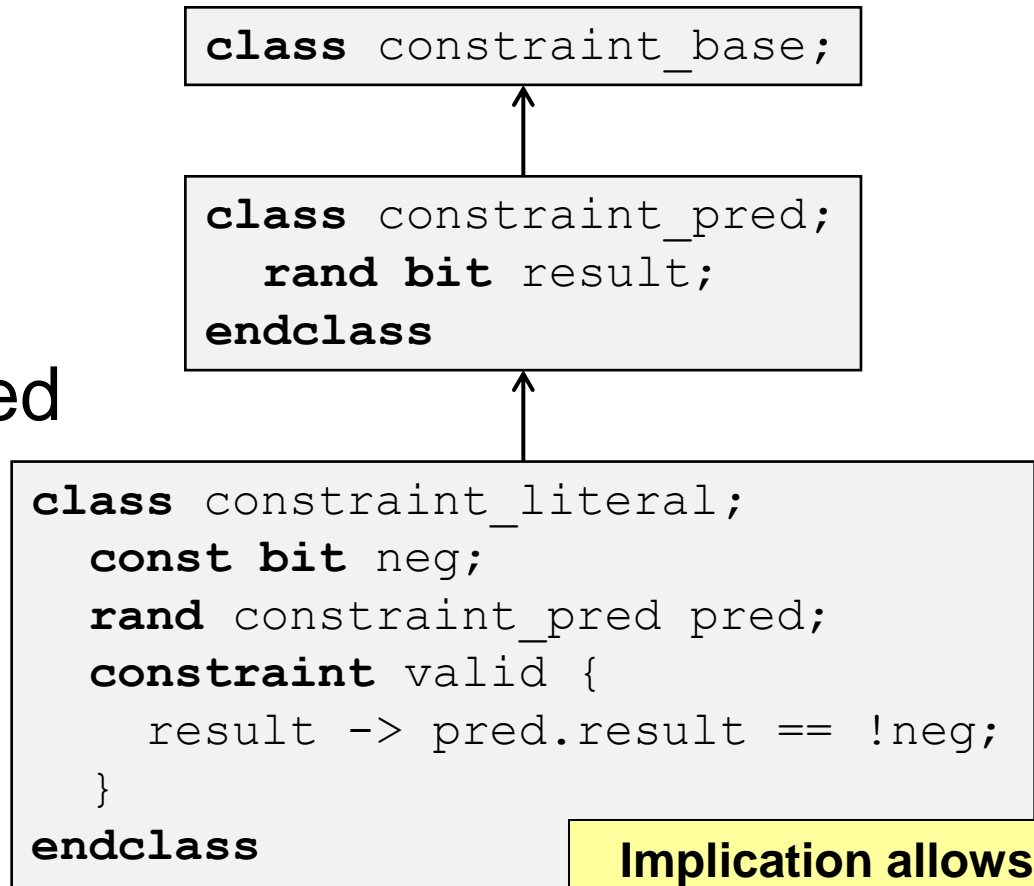 class constraint_base;
class constraint_pred;
rand bit result;
endclass
ed
class constraint_literal;
const bit neg;
rand constraint_pred pred;
constraint valid {
result -> pred.result == !neg;
}
endclass
Implication allows